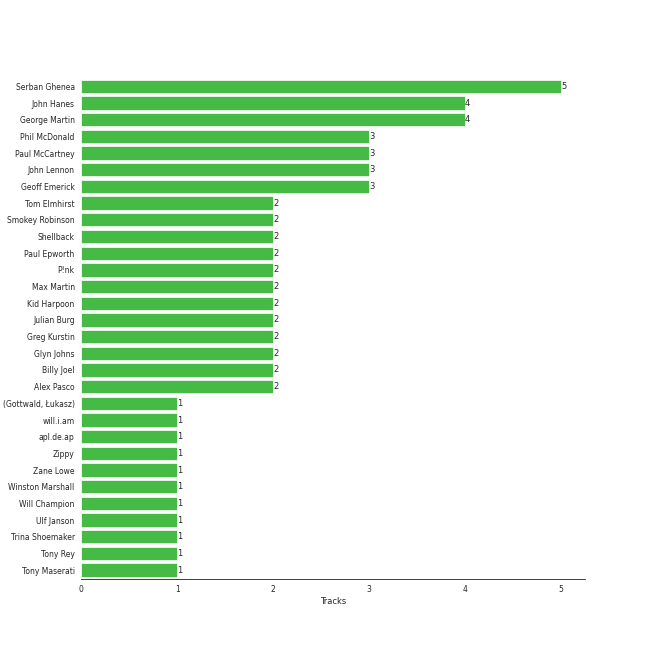 Serban Ghenea 5
John Hanes 4
George Martin 4
Phil McDonald 3
Paul McCartney 3
John Lennon 3
Geoff Emerick 3
Tom Elmhirst 2
Smokey Robinson 2
Shellback 2
Paul Epworth 2
P!nk 2
Max Martin 2
Kid Harpoon 2
Julian Burg 2
Greg Kurstin 2
Glyn Johns 2
Billy Joel 2
Alex Pasco 2
(Gottwald, Łukasz) 1
will.i.am 1
apl.de.ap 1
Zippy 1
Zane Lowe 1
Winston Marshall 1
Will Champion 1
Ulf Janson 1
Trina Shoemaker 1
Tony Rey 1
Tony Maserati 1
0 1 2 3 4 5
Tracks